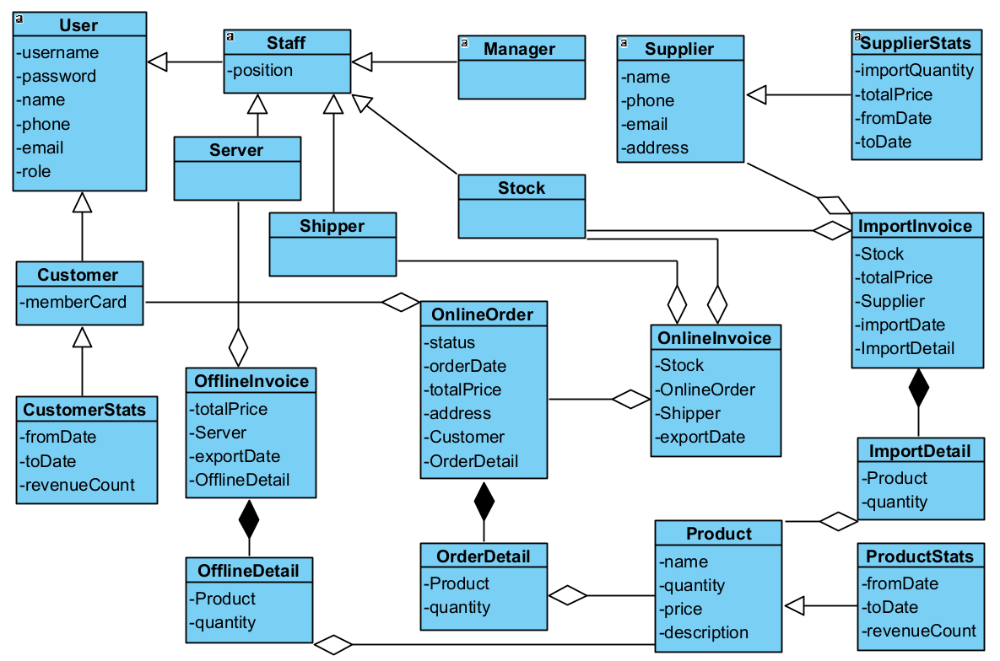 a
User
-username
-password
-name
-phone
-email
-role
a
Staff
-position
a
Manager
a
Supplier
-name
-phone
-email
-address
a
SupplierStats
-importQuantity
-totalPrice
-fromDate
-toDate
Server
Shipper
Stock
ImportInvoice
-Stock
-totalPrice
-Supplier
-importDate
-ImportDetail
Customer
-memberCard
OnlineOrder
-status
-orderDate
-totalPrice
-address
-Customer
-OrderDetail
OnlineInvoice
-Stock
-OnlineOrder
-Shipper
-exportDate
OfflineInvoice
-totalPrice
-Server
-exportDate
-OfflineDetail
CustomerStats
-fromDate
-toDate
-revenueCount
ImportDetail
-Product
-quantity
Product
-name
-quantity
-price
-description
OrderDetail
-Product
-quantity
ProductStats
-fromDate
-toDate
-revenueCount
OfflineDetail
-Product
-quantity